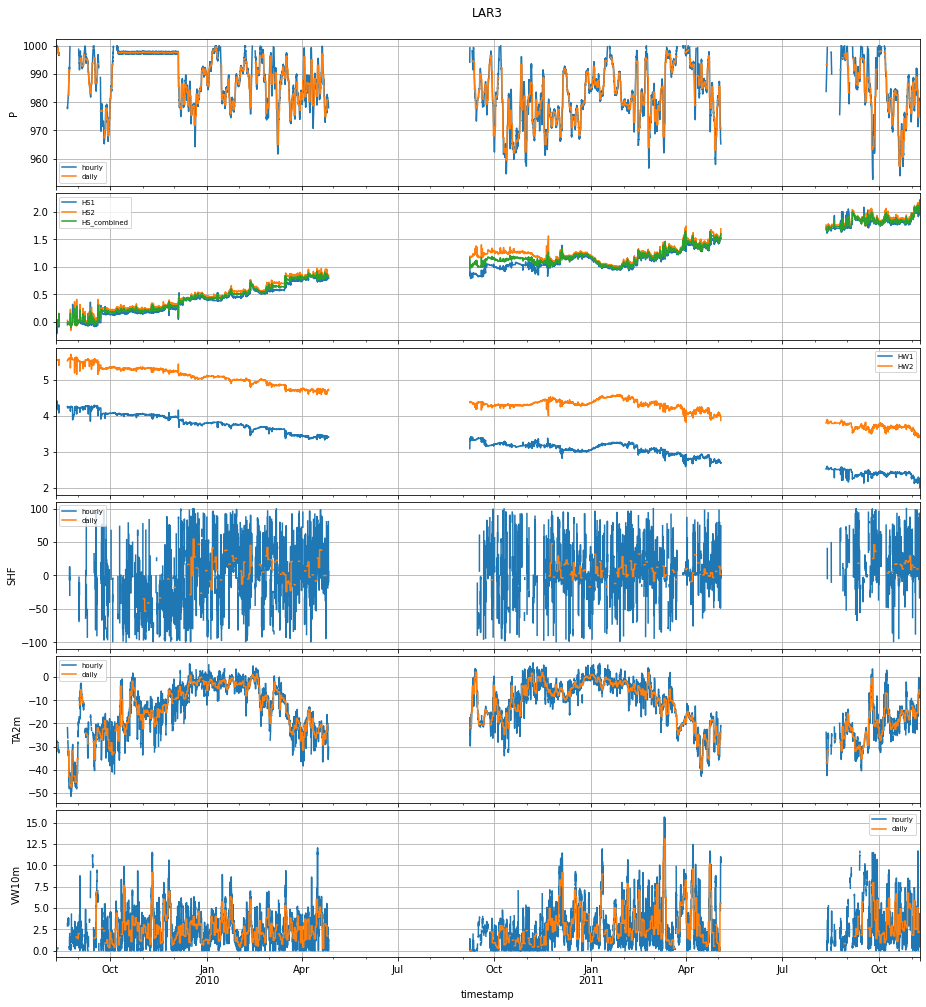 LAR3
1000
990
980
970
960
P
hourly
daily
2.0
1.5
1.0
0.5
0.0
HS1
HS2
HS_combined
5
4
3
2
HW1
HW2
100
50
0
−50
−100
SHF
hourly
daily
0
−10
−20
−30
−40
−50
TA2m
hourly
daily
15.0
12.5
10.0
7.5
5.0
2.5
0.0
VW10m
hourly
daily
Oct Jan Apr Jul Oct Jan Apr Jul Oct
2010 2011
timestamp